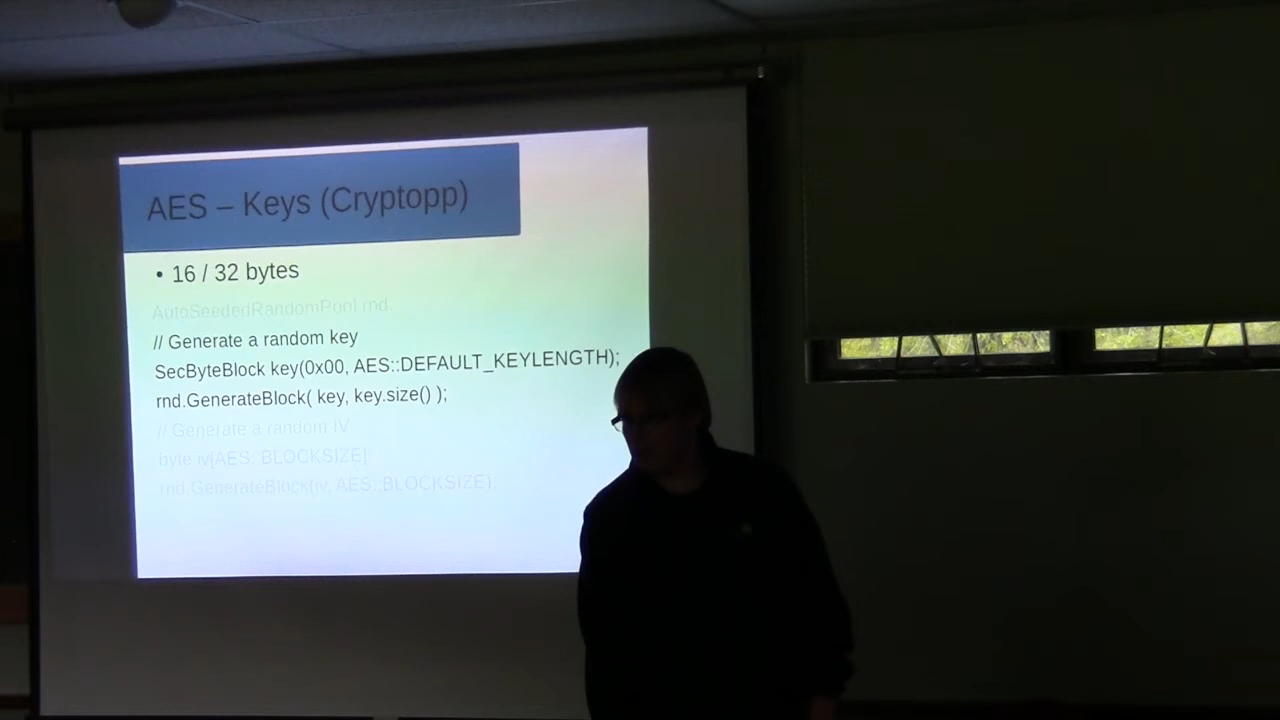 AES – Keys (Cryptopp)
• 16 / 32 bytes
AutoSeededRandomPool rnd;
// Generate a random key
SecByteBlock key(0x00, AES::DEFAULT_KEYLENGTH);
rnd.GenerateBlock( key, key.size() );
// Generate a random IV
byte iv[AES::BLOCKSIZE];
rnd.GenerateBlock(iv, AES::BLOCKSIZE);